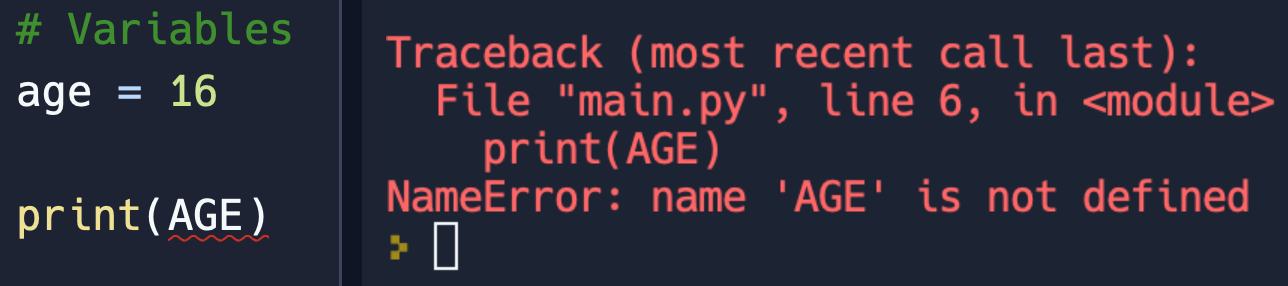 # Variables
age = 16
print(AGE)
Traceback (most recent call last):
  File "main.py", line 6, in <module>
    print(AGE)
NameError: name 'AGE' is not defined